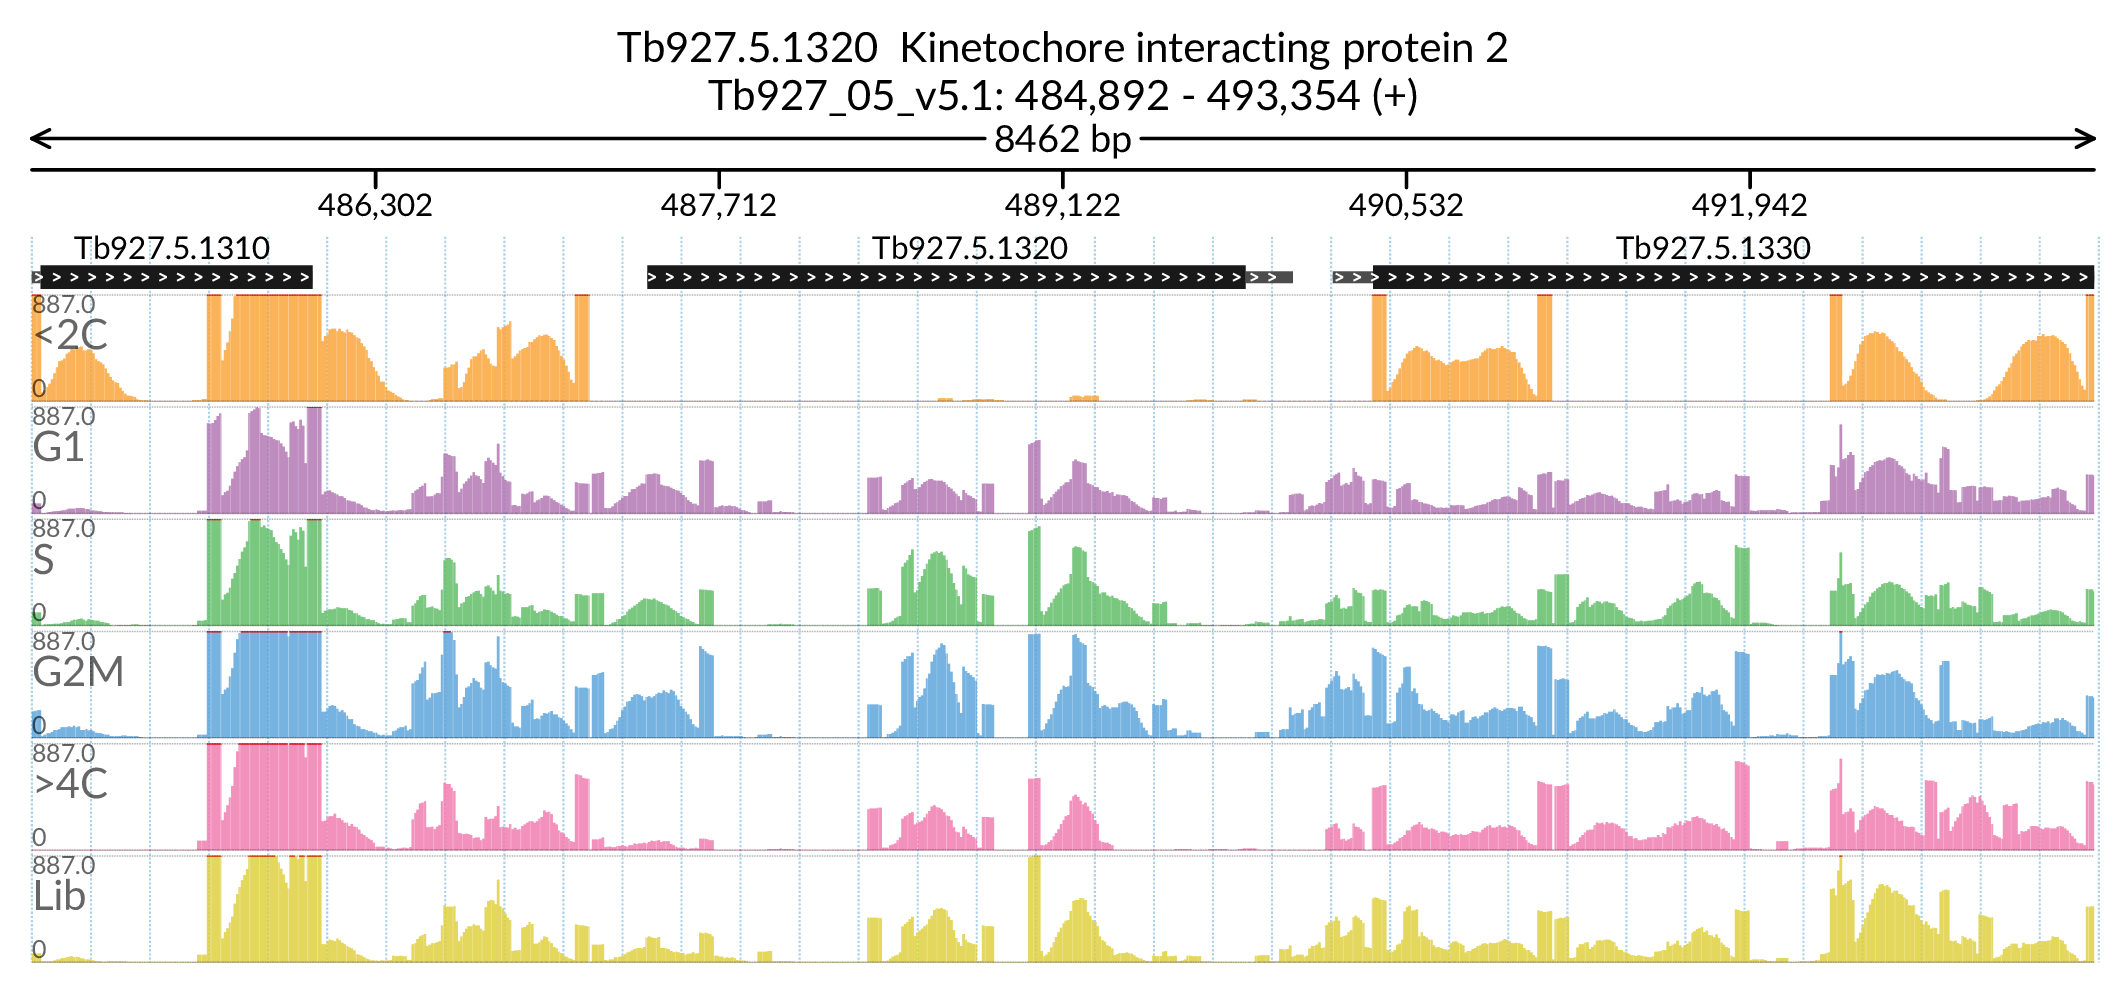 Tb927.5.1320  Kinetochore interacting protein 2
Tb927_05_v5.1: 484,892 - 493,354 (+)
8462 bp
486,302 487,712 489,122 490,532 491,942
Tb927.5.1310 Tb927.5.1320 Tb927.5.1330
887.0
<2C
0
887.0
G1
0
887.0
S
0
887.0
G2M
0
887.0
>4C
0
887.0
Lib
0